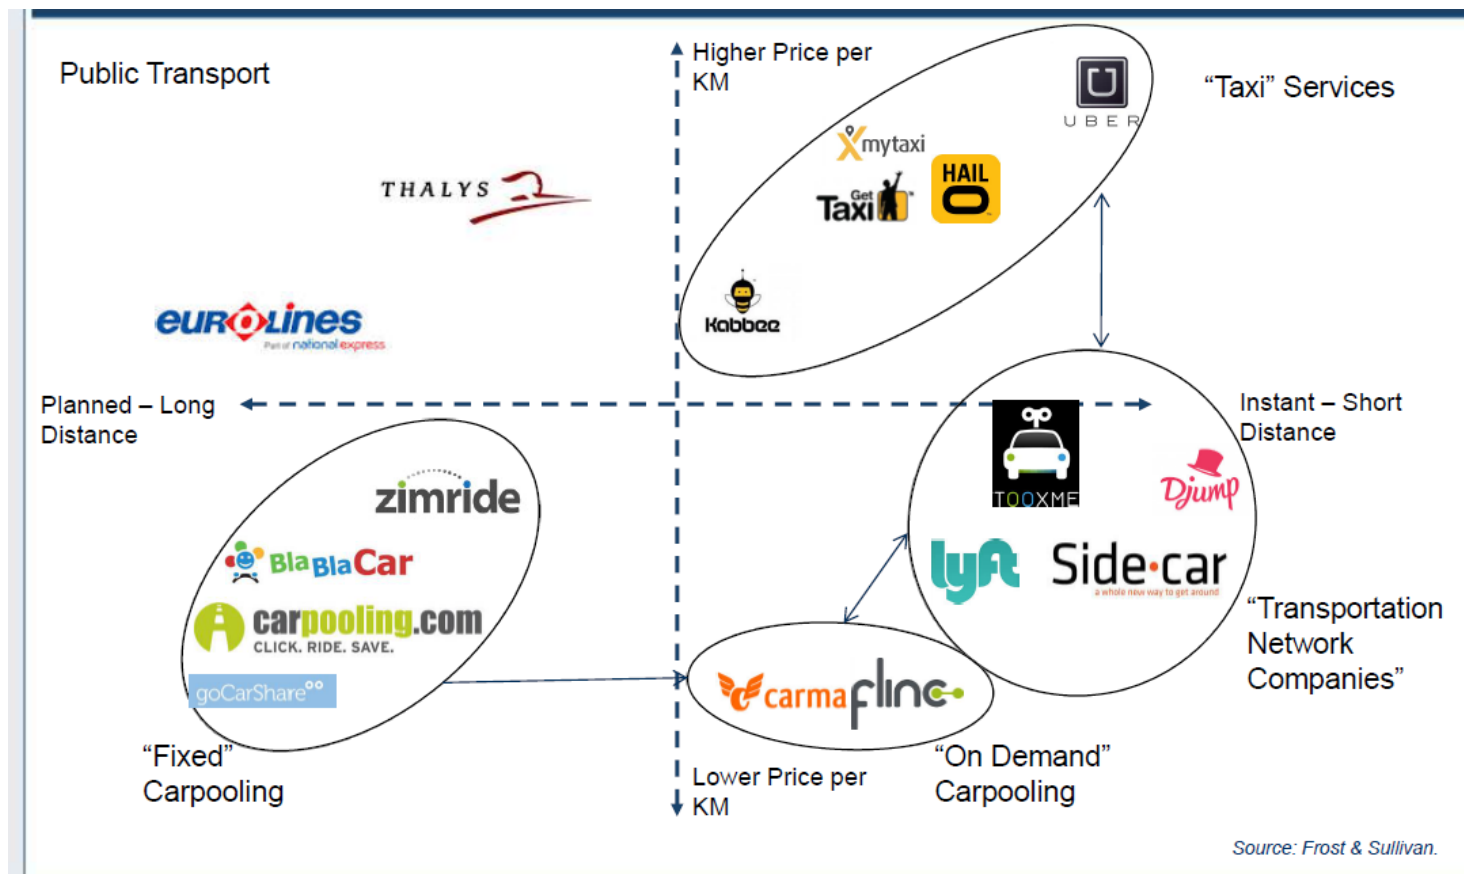 Public Transport
Higher Price per
KM
“Taxi” Services
UBER
mytaxi
THALYS
Get
Taxi
HAIL
O
Kabbee
eurolines
Part of national express
Planned – Long
Distance
Instant – Short
Distance
TOOXME
Djump
zimride
BlaBlaCar
lyft
Side•car
a whole new way to get around
carpooling.com
CLICK. RIDE. SAVE.
“Transportation
Network
Companies”
goCarShare
carma
flinc
“Fixed”
Carpooling
“On Demand”
Carpooling
Lower Price per
KM
Source: Frost & Sullivan.